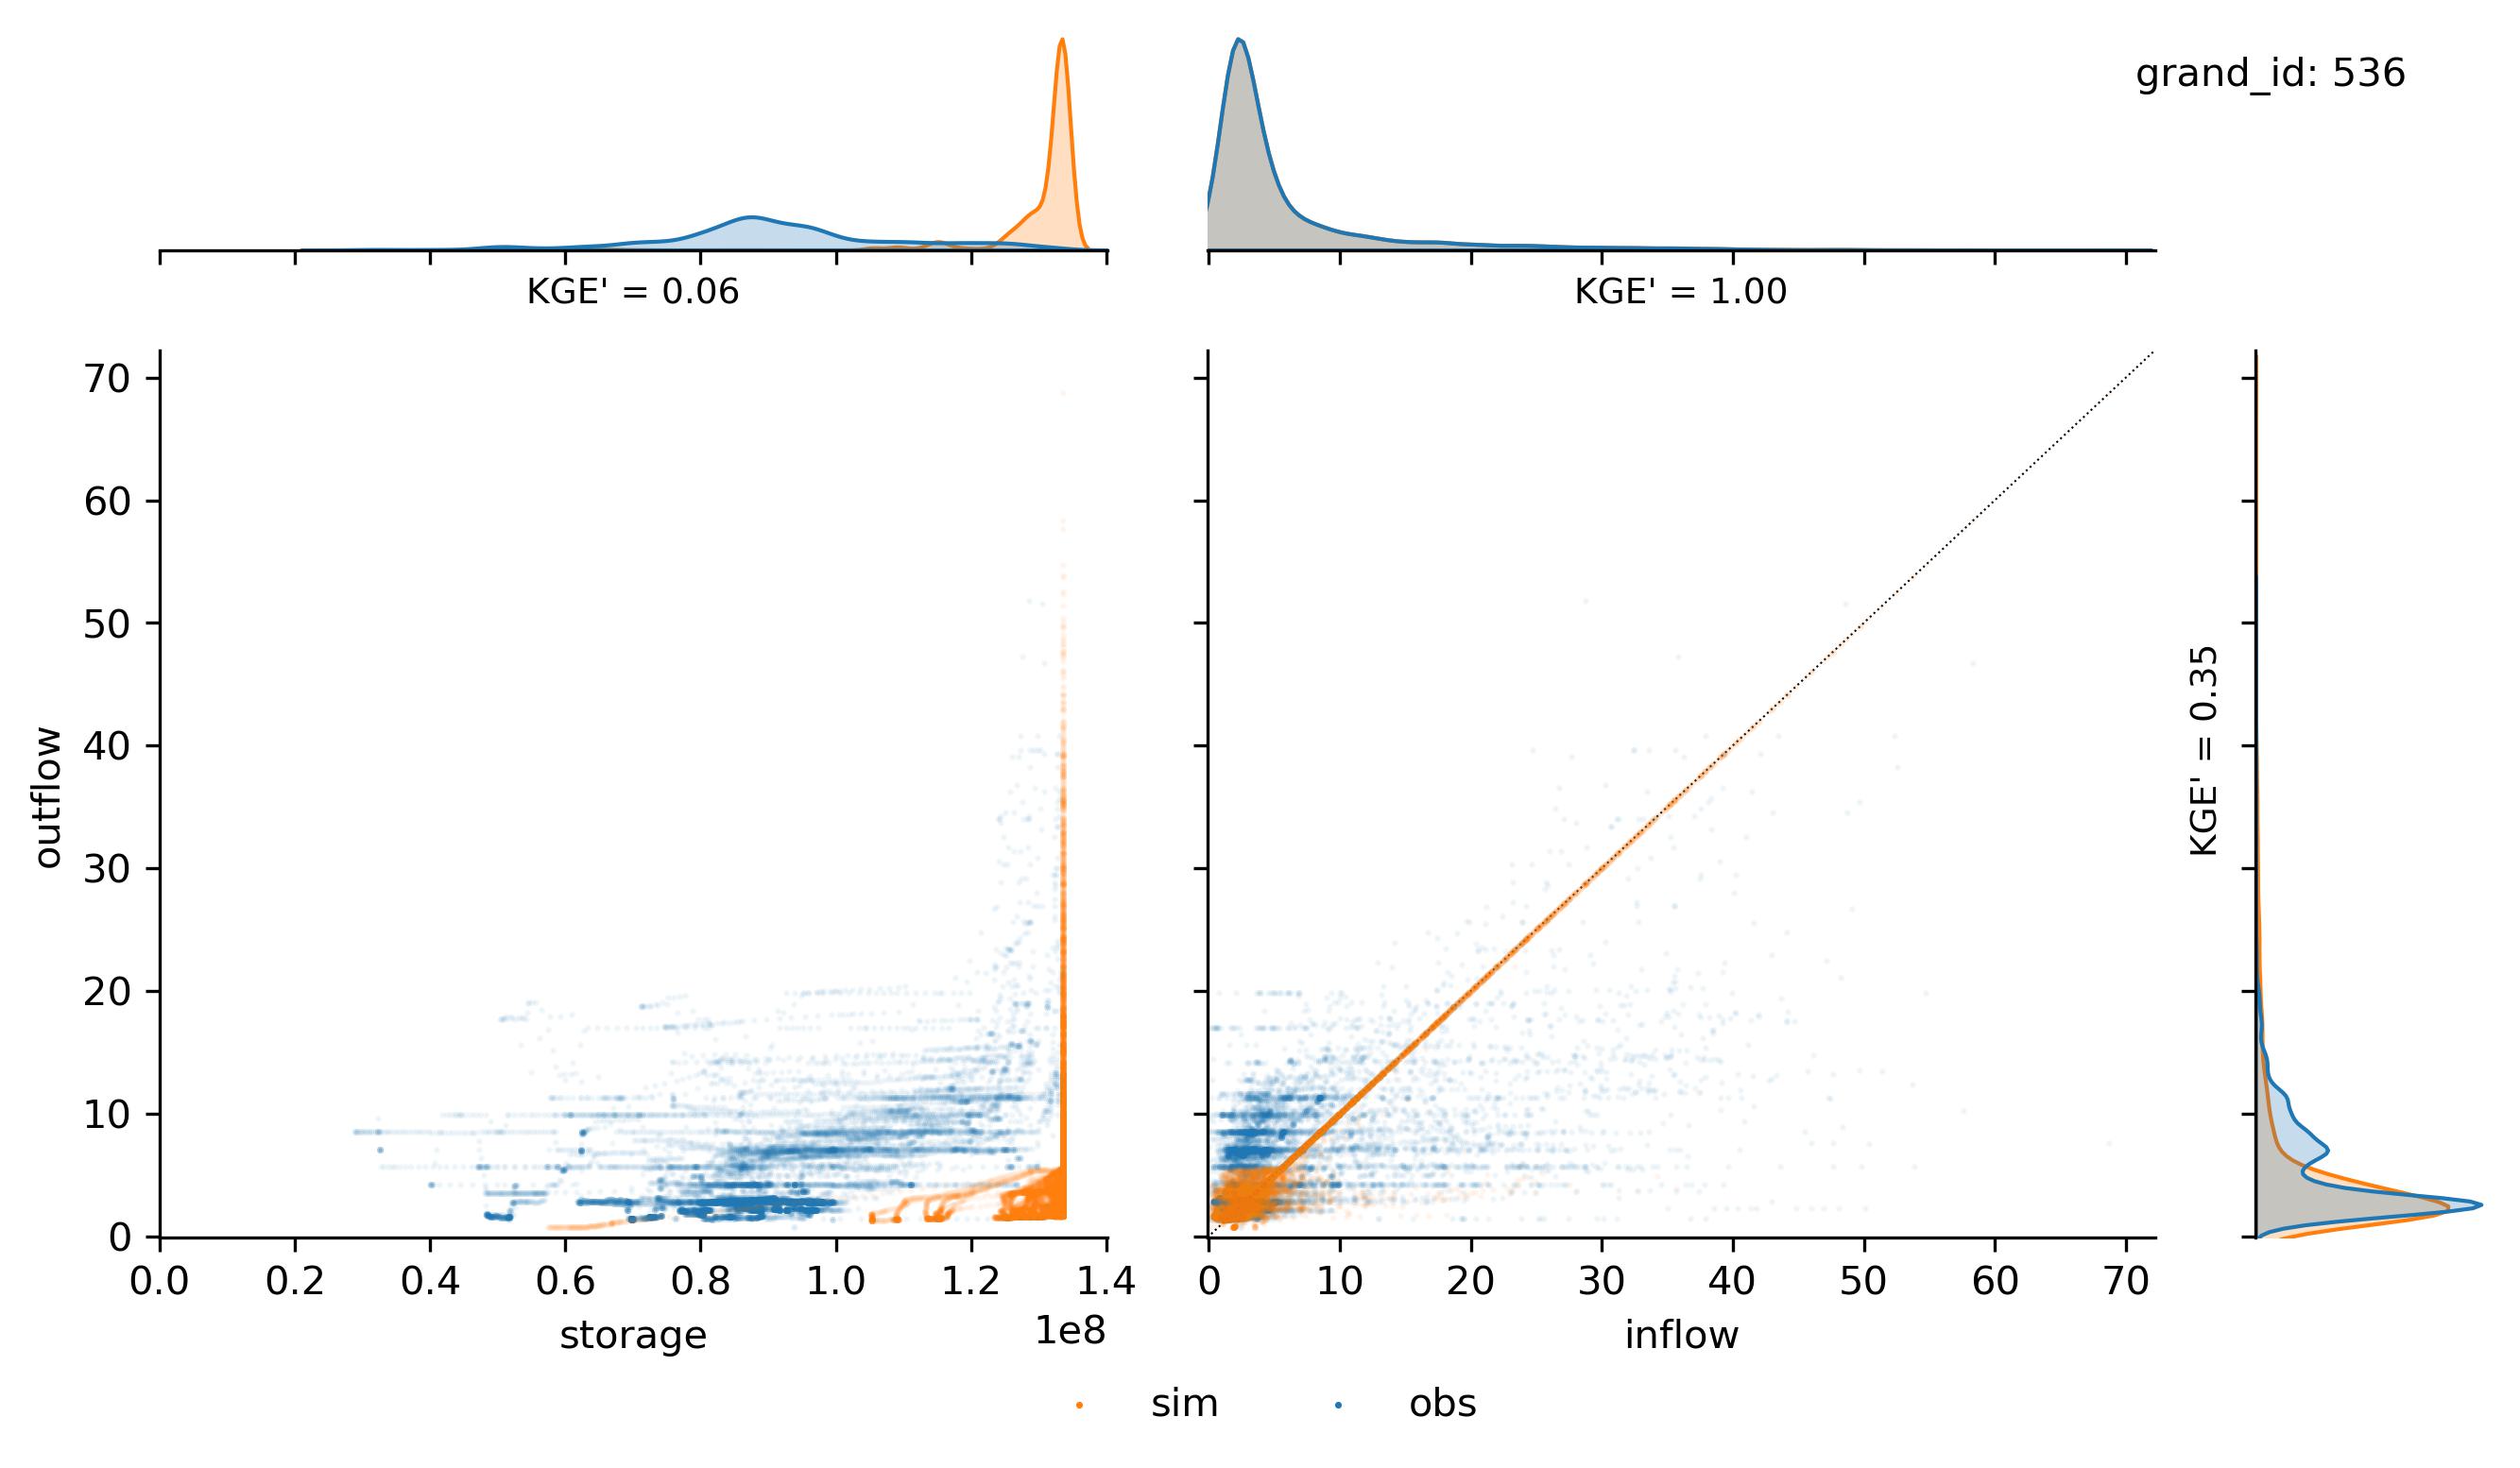 grand_id: 536
KGE' = 0.06
KGE' = 1.00
70
60
50
40
30
20
10
0
outflow
KGE' = 0.35
0.0 0.2 0.4 0.6 0.8 1.0 1.2 1.4
0 10 20 30 40 50 60 70
storage
1e8
inflow
sim
obs